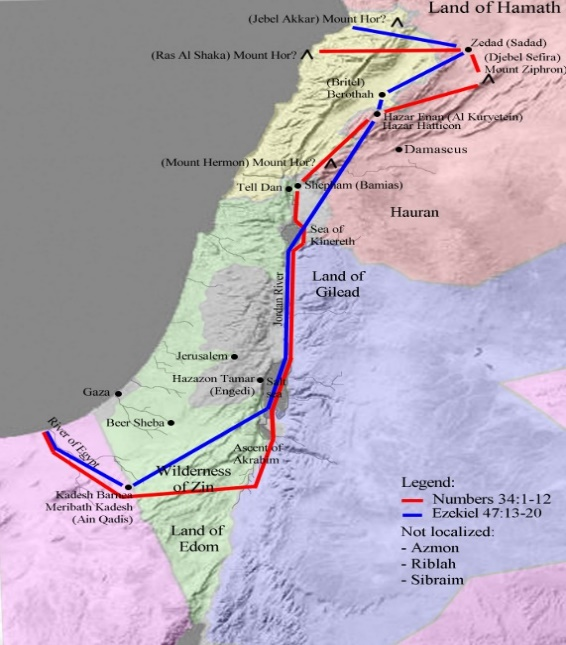 Land of Hamath
(Jebel Akkar) Mount Hor?
Zedad (Sadad)
(Ras Al Shaka) Mount Hor?
(Djebel Sefira)
Mount Ziphron)
(Britel)
Berothah
Hazar Enan (Al Kurvetein)
Hazar Hatticon
Damascus
(Mount Hermon) Mount Hor?
Tell Dan
Shepham (Bamias)
Hauran
Sea of
Kinereth
Land of
Gilead
Jordan River
Jerusalem
Hazazon Tamar
(Engedi)
Salt
sea
Gaza
Beer Sheba
River of Egypt
Ascent of
Akrabim
Wilderness
of Zin
Kadesh Barnea
Meribath Kadesh
(Ain Qadis)
Land of
Edom
Legend:
Numbers 34:1-12
Ezekiel 47:13-20
Not localized:
- Azmon
- Riblah
- Sibraim